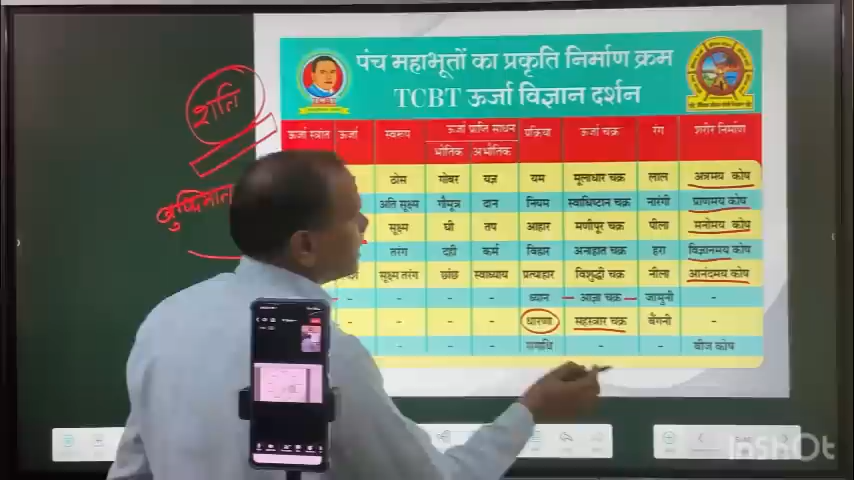 पंच महाभूतों का प्रकृति निर्माण क्रम
TCBT ऊर्जा विज्ञान दर्शन
शक्ति
बुध्दिमान
ऊर्जा स्त्रोत ऊर्जा स्वरूप ऊर्जा प्राप्ति साधन प्रक्रिया ऊर्जा चक्र रंग शरीर निर्माण
भौतिक अभौतिक
ठोस गोबर यज्ञ यम मूलाधार चक्र लाल अन्नमय कोष
अति सूक्ष्म गौमूत्र दान नियम स्वाधिष्टान चक्र नारंगी प्राणमय कोष
सूक्ष्म घी तप आहार मणीपूर चक्र पीला मनोमय कोष
तरंग दही कर्म विहार अनाहात चक्र हरा विज्ञानमय कोष
सूक्ष्म तरंग छांछ स्वाध्याय प्रत्याहार विशुद्धी चक्र नीला आनंदमय कोष
- - - - ध्यान - आज्ञा चक्र - जामुनी -
- - - धारणा सहस्त्रार चक्र बैंगनी -
- - - समाधि - - बीज कोष
InShOt